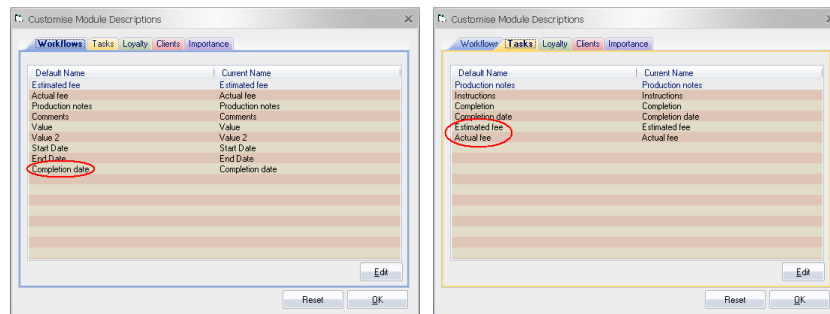 Customise Module Descriptions
Workflows Tasks Loyalty Clients Importance
Default Name Current Name
Estimated fee Estimated fee
Actual fee Actual fee
Production notes Production notes
Comments Comments
Value Value
Value 2 Value 2
Start Date Start Date
End Date End Date
Completion date Completion date
Edit
Reset OK
Customise Module Descriptions
Workflows Tasks Loyalty Clients Importance
Default Name Current Name
Production notes Production notes
Instructions Instructions
Completion Completion
Completion date Completion date
Estimated fee Estimated fee
Actual fee Actual fee
Edit
Reset OK